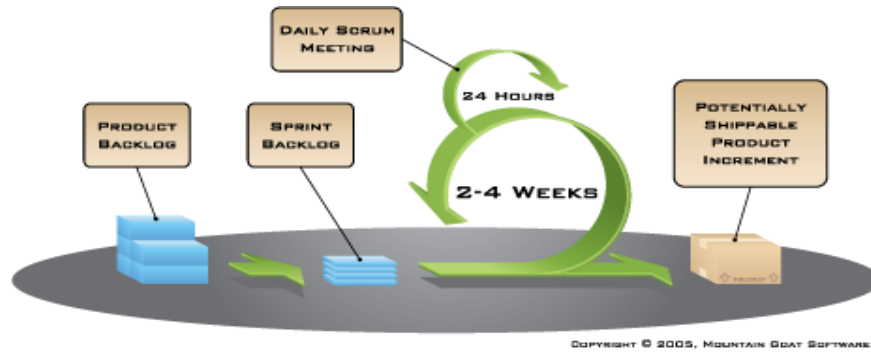 Daily Scrum
Meeting
24 Hours
Product
Backlog
Sprint
Backlog
Potentially
Shippable
Product
Increment
2-4 Weeks
Copyright © 2005, Mountain Goat Software